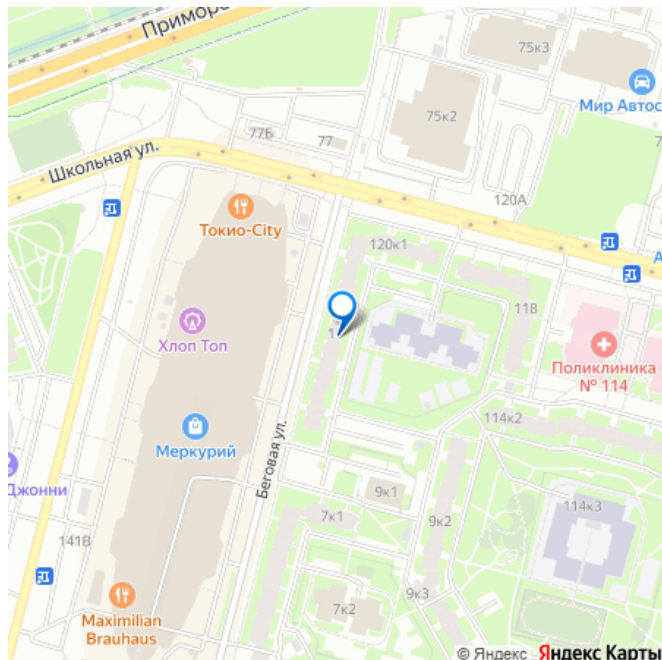 Примор
75к3
Мир Автос
75к2
77Б
77
Школьная ул.
120А
Токио-City
120к1
11В
Хлоп Топ
Поликлиника
№ 114
114к2
Меркурий
Беговая ул.
Джонни
9к1
114к3
7к1
9к2
141В
9к3
7к2
Maximilian
Brauhaus
© Яндекс Яндекс Карты